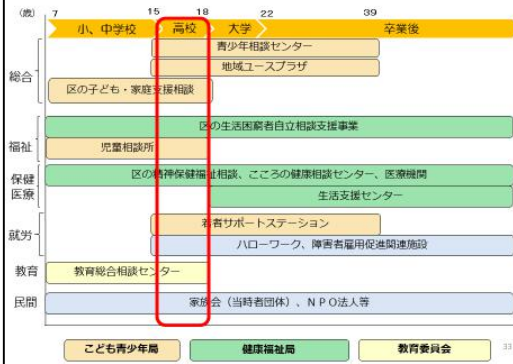 (歳) 7 15 18 22 39
小、中学校 高校 大学 卒業後
総合
青少年相談センター
地域ユースプラザ
区の子ども・家庭支援相談
福祉
区の生活困窮者自立相談支援事業
児童相談所
保健
医療
区の精神保健福祉相談、こころの健康相談センター、医療機関
生活支援センター
就労
若者サポートステーション
ハローワーク、障害者雇用促進関連施設
教育
教育総合相談センター
民間
家族会（当時者団体）、ＮＰＯ法人等
こども青少年局 健康福祉局 教育委員会
33